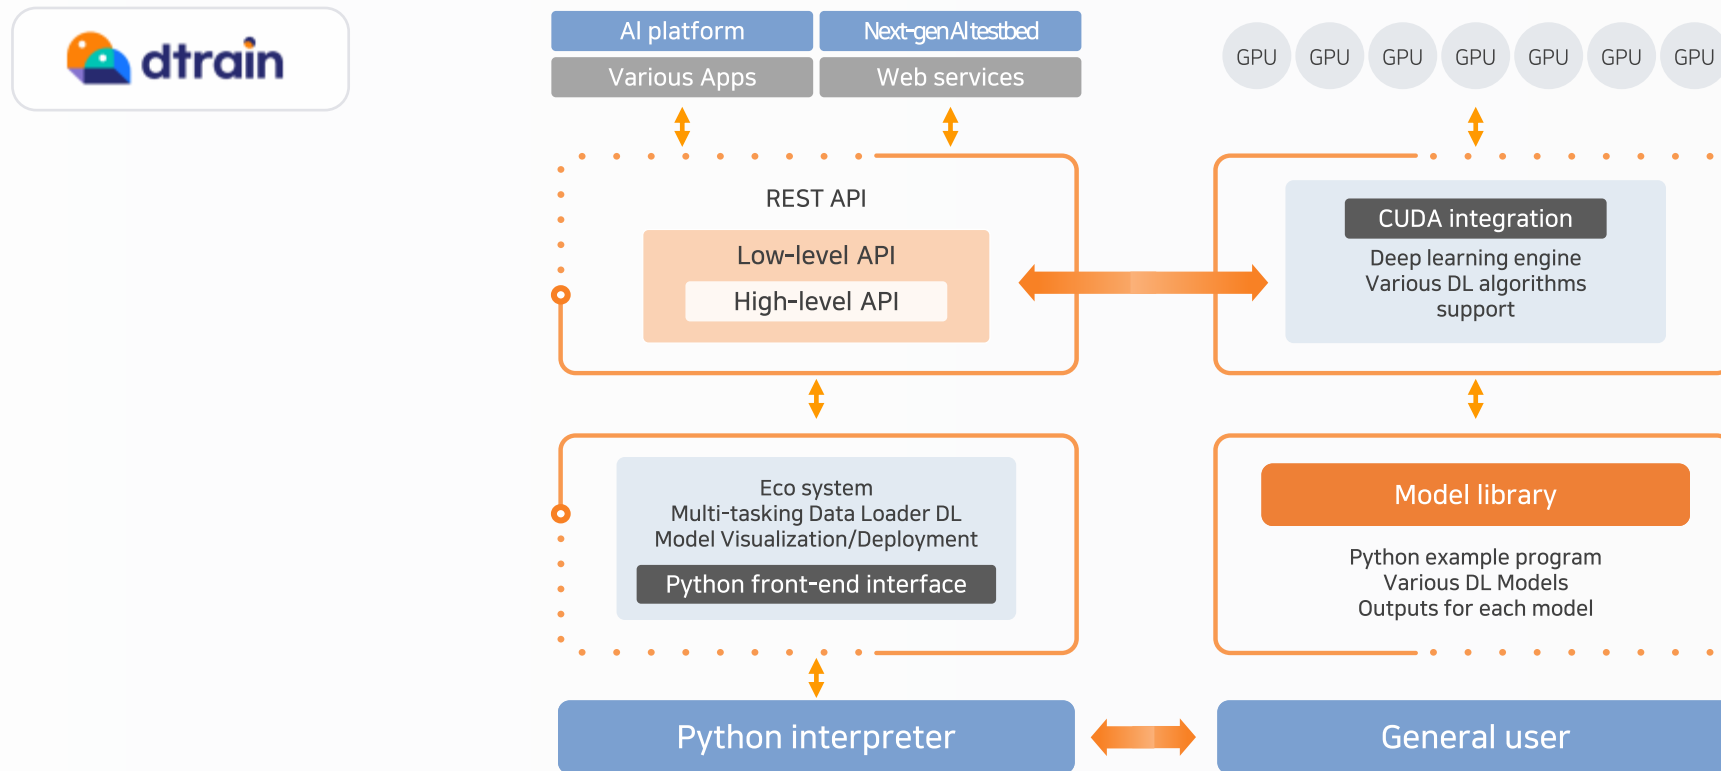 dtrain
AI platform
Next-gen AI testbed
Various Apps
Web services
GPU GPU GPU GPU GPU GPU GPU
REST API
Low-level API
High-level API
CUDA integration
Deep learning engine
Various DL algorithms
support
Eco system
Multi-tasking Data Loader DL
Model Visualization/Deployment
Python front-end interface
Model library
Python example program
Various DL Models
Outputs for each model
Python interpreter
General user